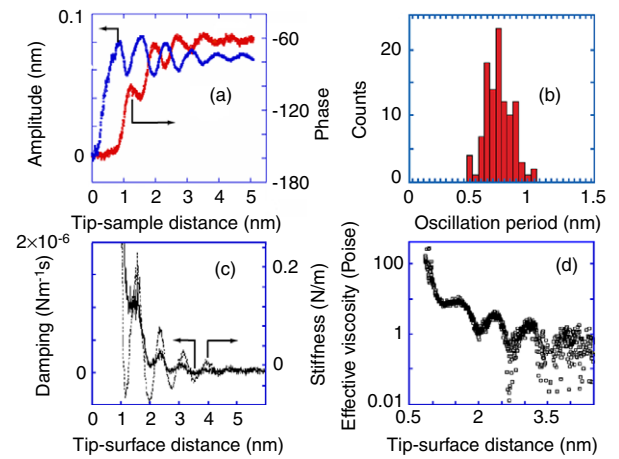 0.1
Amplitude (nm)
0
(a)
-60
-120
-180
Phase
0 1 2 3 4 5
Tip-sample distance (nm)
20
Counts
10
0
(b)
0 0.5 1 1.5
Oscillation period (nm)
2×10⁻⁶
Damping (Nm⁻¹s)
0
(c)
0.2
0
Stiffness (N/m)
0 1 2 3 4 5
Tip-surface distance (nm)
100
Effective viscosity (Poise)
1
0.01
(d)
0.5 2 3.5
Tip-surface distance (nm)